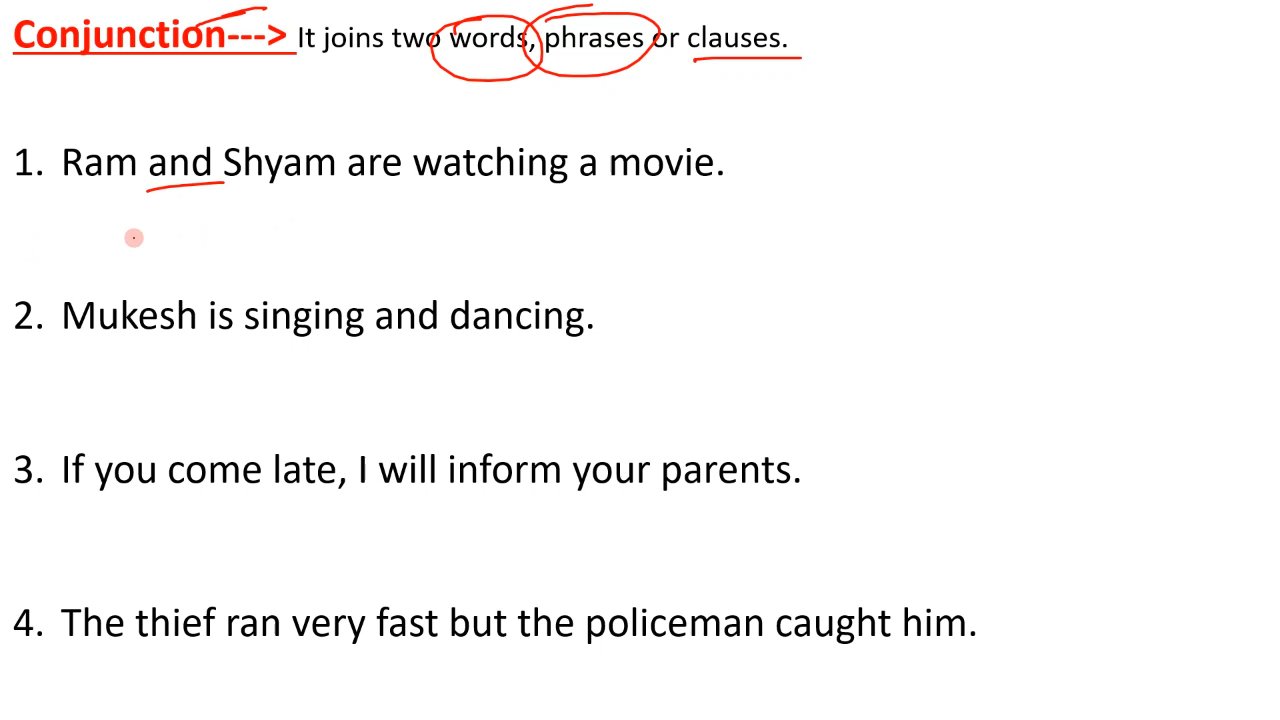 Conjunction---> It joins two words, phrases or clauses.
1. Ram and Shyam are watching a movie.
2. Mukesh is singing and dancing.
3. If you come late, I will inform your parents.
4. The thief ran very fast but the policeman caught him.